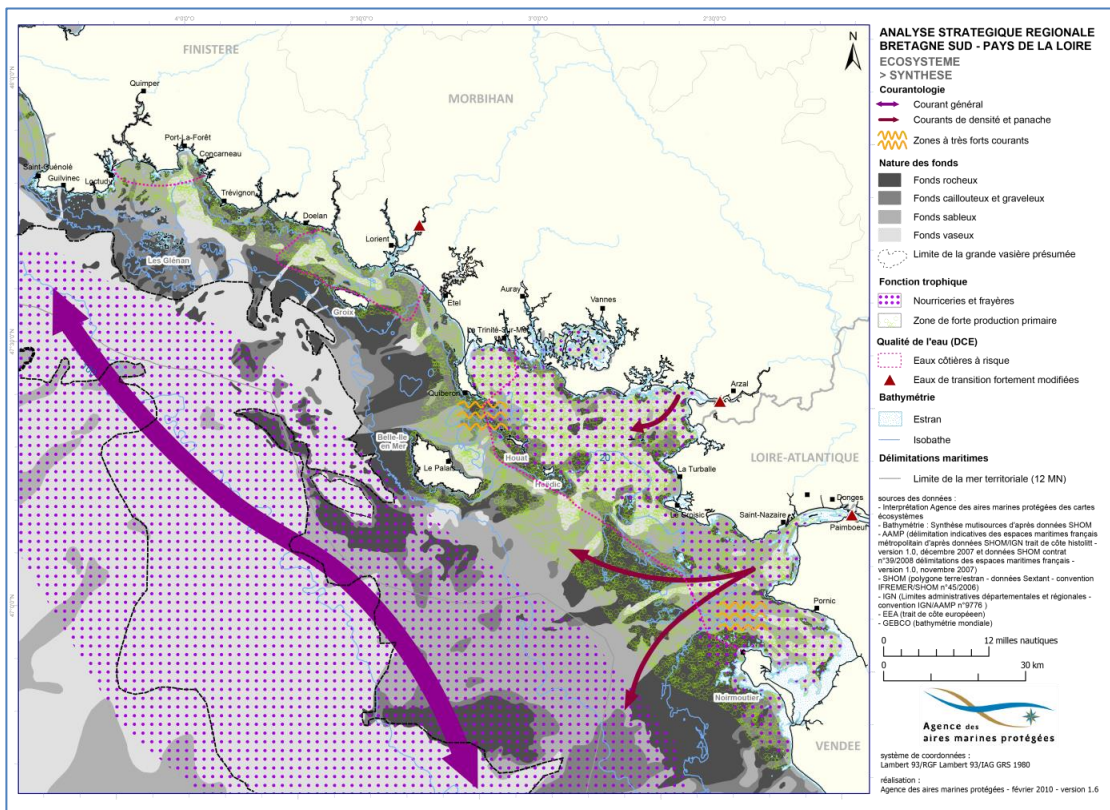 ANALYSE STRATEGIQUE REGIONALE
BRETAGNE SUD - PAYS DE LA LOIRE
ECOSYSTEME
> SYNTHESE
Courantologie
Courant général
Courants de densité et panache
Zones à très forts courants
Nature des fonds
Fonds rocheux
Fonds caillouteux et graveleux
Fonds sableux
Fonds vaseux
Limite de la grande vasière présumée
Fonction trophique
Nourriceries et frayères
Zone de forte production primaire
Qualité de l'eau (DCE)
Eaux côtières à risque
Eaux de transition fortement modifiées
Bathymétrie
Estran
Isobathe
Délimitations maritimes
Limite de la mer territoriale (12 MN)
sources des données :
- Interprétation Agence des aires marines protégées des cartes
écosystèmes
- Bathymétrie : Synthèse mutisources d'après données SHOM
- AAMP (délimitation indicatives des espaces maritimes français
métropolitain d'après données SHOM/IGN trait de côte histolitt -
version 1.0, décembre 2007 et données SHOM contrat
n°39/2008 délimitations des espaces maritimes français -
version 1.0, novembre 2007)
- SHOM (polygone terre/estran - données Sextant - convention
IFREMER/SHOM n°45/2006)
- IGN (Limites administratives départementales et régionales -
convention IGN/AAMP n°9776 )
- EEA (trait de côte européeen)
- GEBCO (bathymétrie mondiale)
0 12 milles nautiques
0 30 km
Agence des
aires marines protégées
système de coordonnées :
Lambert 93/RGF Lambert 93/IAG GRS 1980
réalisation :
Agence des aires marines protégées - février 2010 - version 1.6
N
FINISTERE
MORBIHAN
LOIRE-ATLANTIQUE
VENDEE
Quimper
Port-La-Forêt
Concarneau
Saint-Guénolé
Guilvinec
Loctudy
Trévignon
Doelan
Les Glénan
Lorient
Groix
Etel
Auray
Vannes
La Trinité-Sur-Mer
Quiberon
Arzal
Belle-Ile
en Mer
Le Palais
Houat
Hoedic
20
La Turballe
Le Croisic
Saint-Nazaire
Donges
Paimboeuf
Pornic
Noirmoutier